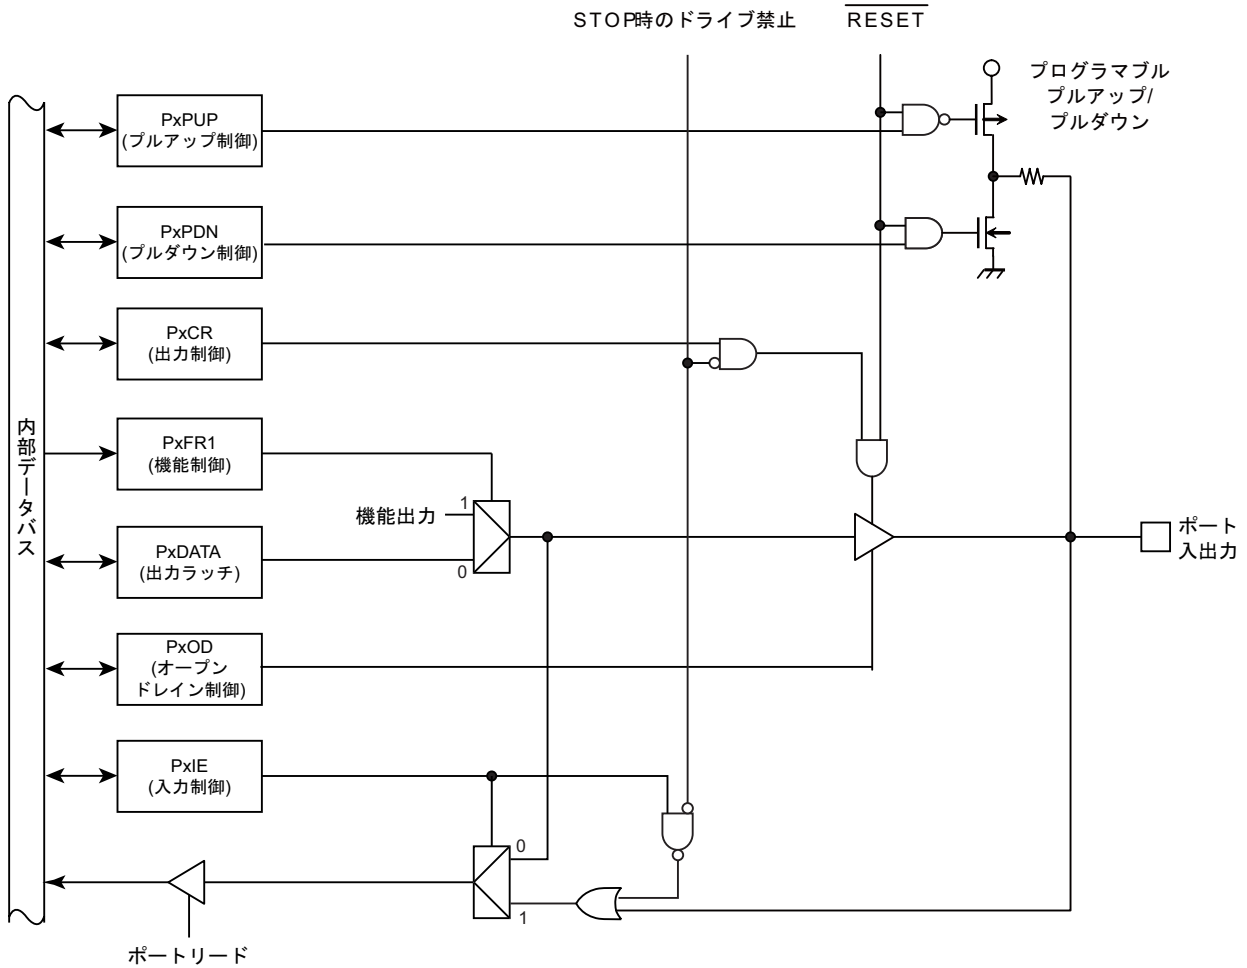 STOP時のドライブ禁止
RESET
プログラマブル
プルアップ/
プルダウン
PxPUP
(プルアップ制御)
PxPDN
(プルダウン制御)
PxCR
(出力制御)
内部データバス
PxFR1
(機能制御)
機能出力
1
0
PxDATA
(出力ラッチ)
ポート
入出力
PxOD
(オープン
ドレイン制御)
PxIE
(入力制御)
0
1
ポートリード